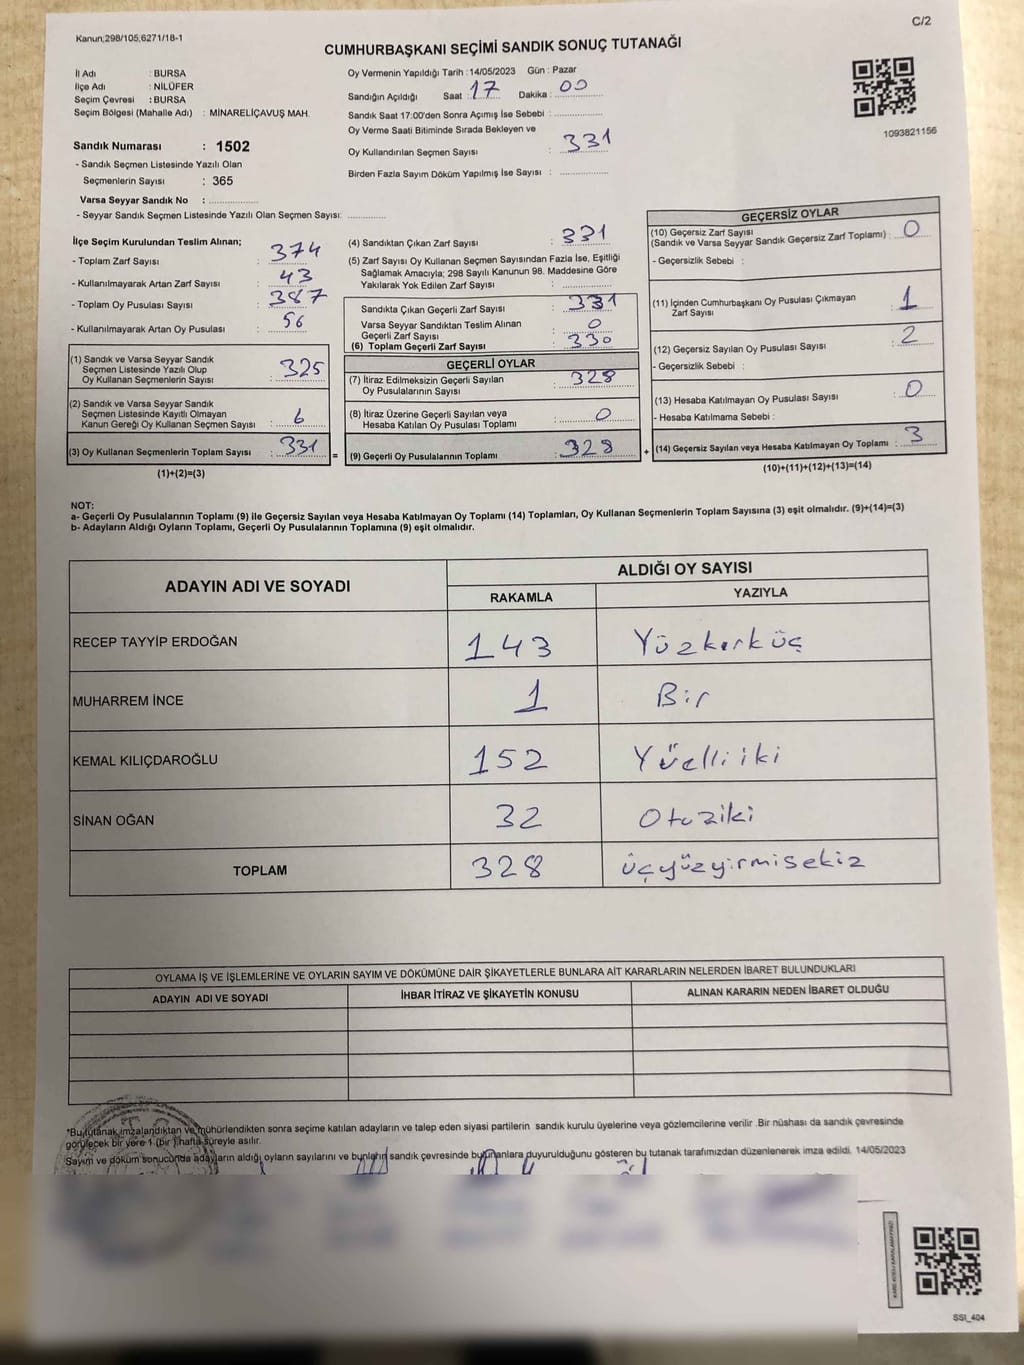 C/2
Kanun;298/105,6271/18-1
CUMHURBAŞKANI SEÇİMİ SANDIK SONUÇ TUTANAĞI
İl Adı : BURSA
İlçe Adı : NİLÜFER
Seçim Çevresi : BURSA
Seçim Bölgesi (Mahalle Adı) : MİNARELİÇAVUŞ MAH.
Sandık Numarası : 1502
- Sandık Seçmen Listesinde Yazılı Olan
Seçmenlerin Sayısı : 365
Varsa Seyyar Sandık No :
- Seyyar Sandık Seçmen Listesinde Yazılı Olan Seçmen Sayısı:
Oy Vermenin Yapıldığı Tarih :14/05/2023 Gün : Pazar
Sandığın Açıldığı Saat : 17 Dakika : 00
Sandık Saat 17:00'den Sonra Açımış İse Sebebi :
Oy Verme Saati Bitiminde Sırada Bekleyen ve
Oy Kullandırılan Seçmen Sayısı : 331
Birden Fazla Sayım Döküm Yapılmış İse Sayısı :
1093821156
İlçe Seçim Kurulundan Teslim Alınan;
- Toplam Zarf Sayısı : 374
- Kullanılmayarak Artan Zarf Sayısı : 43
- Toplam Oy Pusulası Sayısı : 387
- Kullanılmayarak Artan Oy Pusulası : 56
(1) Sandık ve Varsa Seyyar Sandık
Seçmen Listesinde Yazılı Olup
Oy Kullanan Seçmenlerin Sayısı : 325
(2) Sandık ve Varsa Seyyar Sandık
Seçmen Listesinde Kayıtlı Olmayan
Kanun Gereği Oy Kullanan Seçmen Sayısı : 6
(3) Oy Kullanan Seçmenlerin Toplam Sayısı : 331
(1)+(2)=(3)
(4) Sandıktan Çıkan Zarf Sayısı : 331
(5) Zarf Sayısı Oy Kullanan Seçmen Sayısından Fazla İse, Eşitliği
Sağlamak Amacıyla; 298 Sayılı Kanunun 98. Maddesine Göre
Yakılarak Yok Edilen Zarf Sayısı :
Sandıkta Çıkan Geçerli Zarf Sayısı : 331
Varsa Seyyar Sandıktan Teslim Alınan
Geçerli Zarf Sayısı : 0
(6) Toplam Geçerli Zarf Sayısı : 330
GEÇERLİ OYLAR
(7) İtiraz Edilmeksizin Geçerli Sayılan
Oy Pusulalarının Sayısı : 328
(8) İtiraz Üzerine Geçerli Sayılan veya
Hesaba Katılan Oy Pusulası Toplamı : 0
= (9) Geçerli Oy Pusulalarının Toplamı : 328 +
GEÇERSİZ OYLAR
(10) Geçersiz Zarf Sayısı
(Sandık ve Varsa Seyyar Sandık Geçersiz Zarf Toplamı) : 0
- Geçersizlik Sebebi :
(11) İçinden Cumhurbaşkanı Oy Pusulası Çıkmayan
Zarf Sayısı : 1
(12) Geçersiz Sayılan Oy Pusulası Sayısı : 2
- Geçersizlik Sebebi :
(13) Hesaba Katılmayan Oy Pusulası Sayısı : 0
- Hesaba Katılmama Sebebi :
(14) Geçersiz Sayılan veya Hesaba Katılmayan Oy Toplamı : 3
(10)+(11)+(12)+(13)=(14)
NOT:
a- Geçerli Oy Pusulalarının Toplamı (9) ile Geçersiz Sayılan veya Hesaba Katılmayan Oy Toplamı (14) Toplamları, Oy Kullanan Seçmenlerin Toplam Sayısına (3) eşit olmalıdır. (9)+(14)=(3)
b- Adayların Aldığı Oyların Toplamı, Geçerli Oy Pusulalarının Toplamına (9) eşit olmalıdır.
ADAYIN ADI VE SOYADI ALDIĞI OY SAYISI
RAKAMLA YAZIYLA
RECEP TAYYİP ERDOĞAN 143 Yüzkırküç
MUHARREM İNCE 1 Bir
KEMAL KILIÇDAROĞLU 152 Yüelliiki
SİNAN OĞAN 32 Otuziki
TOPLAM 328 üçyüzyirmisekiz
OYLAMA İŞ VE İŞLEMLERİNE VE OYLARIN SAYIM VE DÖKÜMÜNE DAİR ŞİKAYETLERLE BUNLARA AİT KARARLARIN NELERDEN İBARET BULUNDUKLARI
ADAYIN ADI VE SOYADI İHBAR İTİRAZ VE ŞİKAYETİN KONUSU ALINAN KARARIN NEDEN İBARET OLDUĞU
*Bu tutanak imzalandıktan ve mühürlendikten sonra seçime katılan adayların ve talep eden siyasi partilerin sandık kurulu üyelerine veya gözlemcilerine verilir. Bir nüshası da sandık çevresinde
görülecek bir yere 1 (bir) hafta süreyle asılır.
Sayım ve döküm sonucunda adayların aldığı oyların sayılarını ve bunların sandık çevresinde bulunanlara duyurulduğunu gösteren bu tutanak tarafımızdan düzenlenerek imza edildi. 14/05/2023
SSI_404